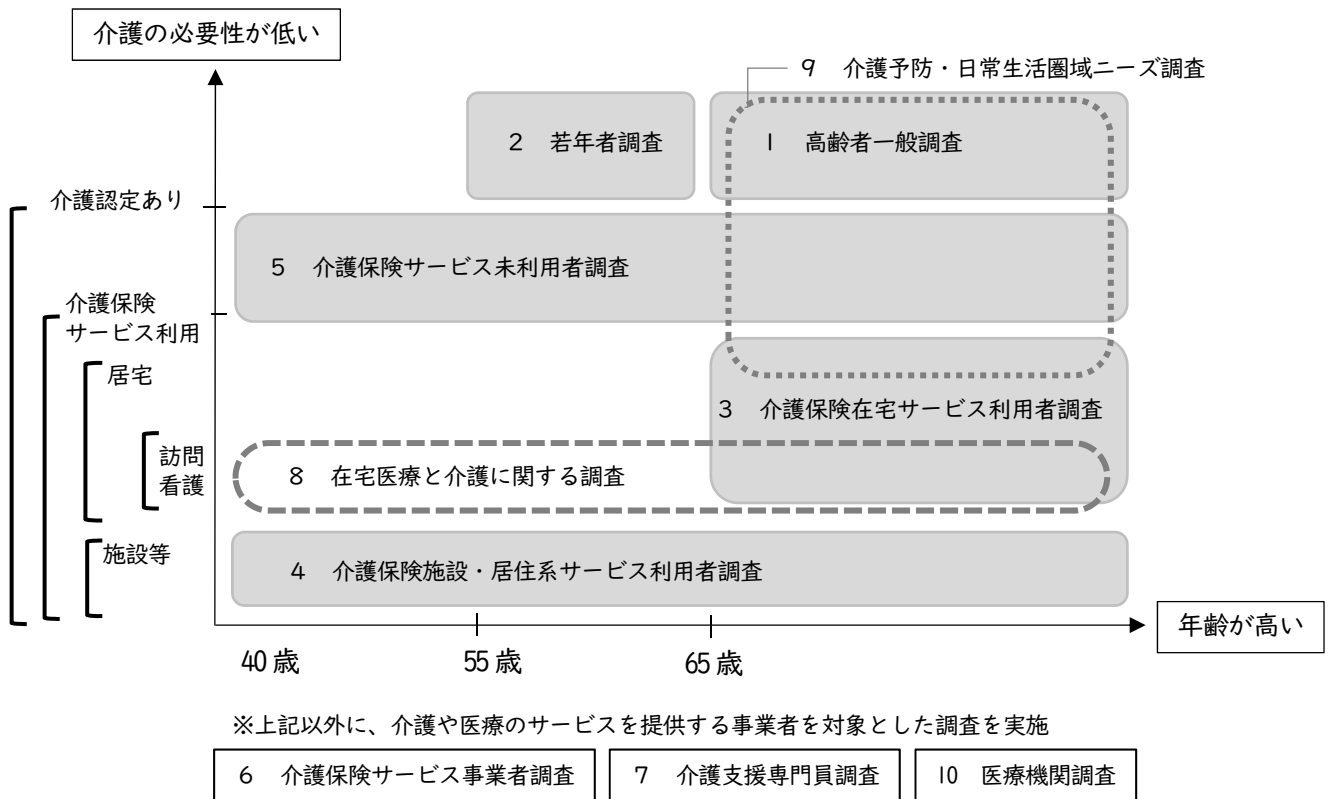 介護の必要性が低い
9 介護予防・日常生活圏域ニーズ調査
2 若年者調査
1 高齢者一般調査
介護認定あり
5 介護保険サービス未利用者調査
介護保険
サービス利用
居宅
3 介護保険在宅サービス利用者調査
訪問
看護
8 在宅医療と介護に関する調査
施設等
4 介護保険施設・居住系サービス利用者調査
年齢が高い
40歳
55歳
65歳
※上記以外に、介護や医療のサービスを提供する事業者を対象とした調査を実施
6 介護保険サービス事業者調査
7 介護支援専門員調査
10 医療機関調査